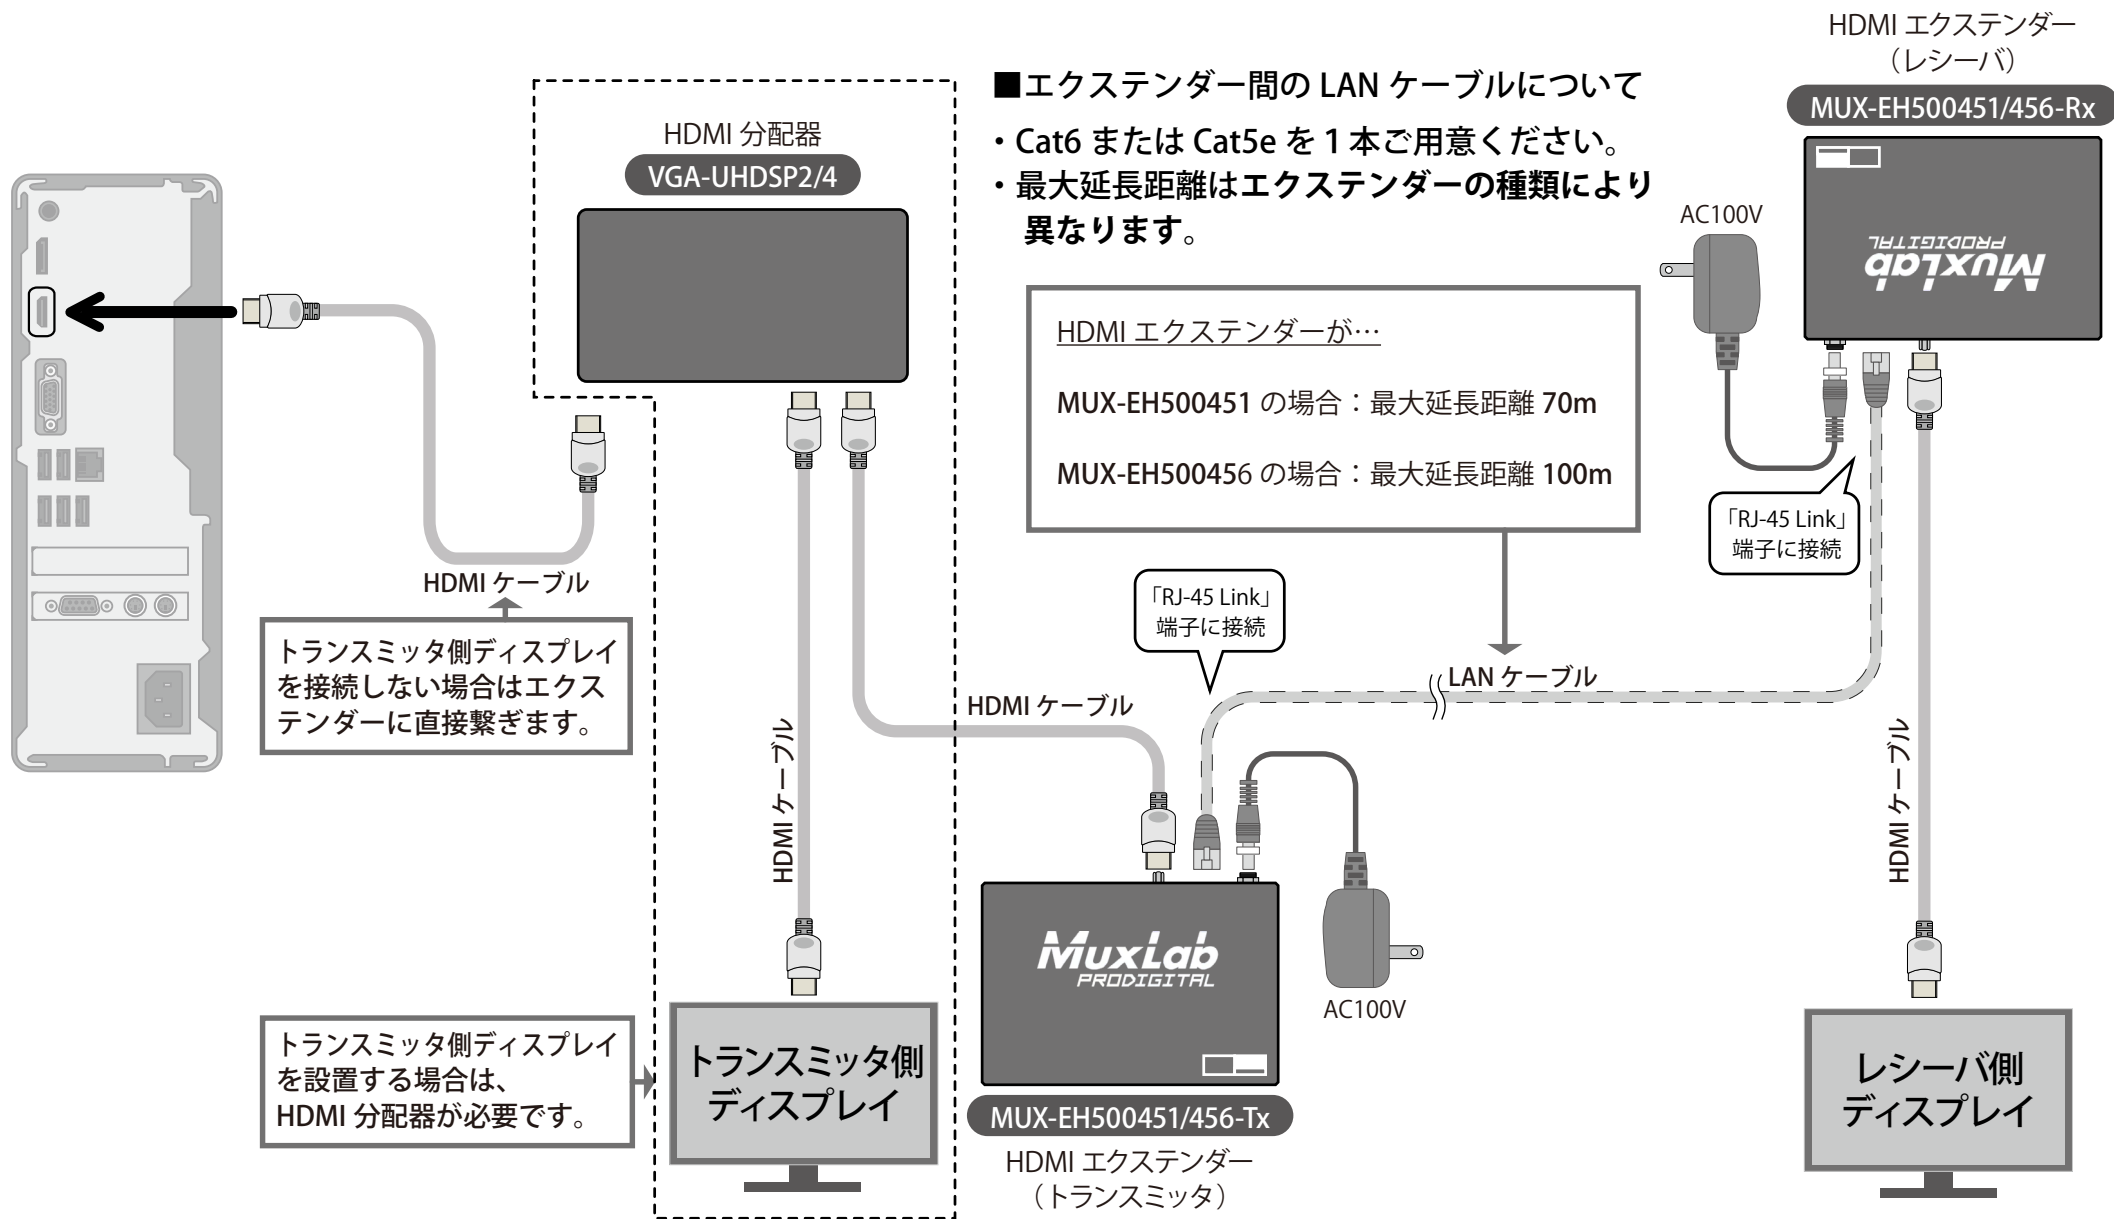 HDMI エクステンダー
（レシーバ）
MUX-EH500451/456-Rx
■エクステンダー間の LAN ケーブルについて
・Cat6 または Cat5e を 1 本ご用意ください。
・最大延長距離はエクステンダーの種類により
異なります。
HDMI 分配器
VGA-UHDSP2/4
AC100V
MuxLab
PRODIGITAL
HDMI エクステンダーが…
MUX-EH500451 の場合：最大延長距離 70m
MUX-EH500456 の場合：最大延長距離 100m
「RJ-45 Link」
端子に接続
HDMI ケーブル
トランスミッタ側ディスプレイ
を接続しない場合はエクス
テンダーに直接繋ぎます。
「RJ-45 Link」
端子に接続
LAN ケーブル
HDMI ケーブル
HDMI ケーブル
HDMI ケーブル
MuxLab
PRODIGITAL
AC100V
トランスミッタ側ディスプレイ
を設置する場合は、
HDMI 分配器が必要です。
トランスミッタ側
ディスプレイ
MUX-EH500451/456-Tx
HDMI エクステンダー
（トランスミッタ）
レシーバ側
ディスプレイ